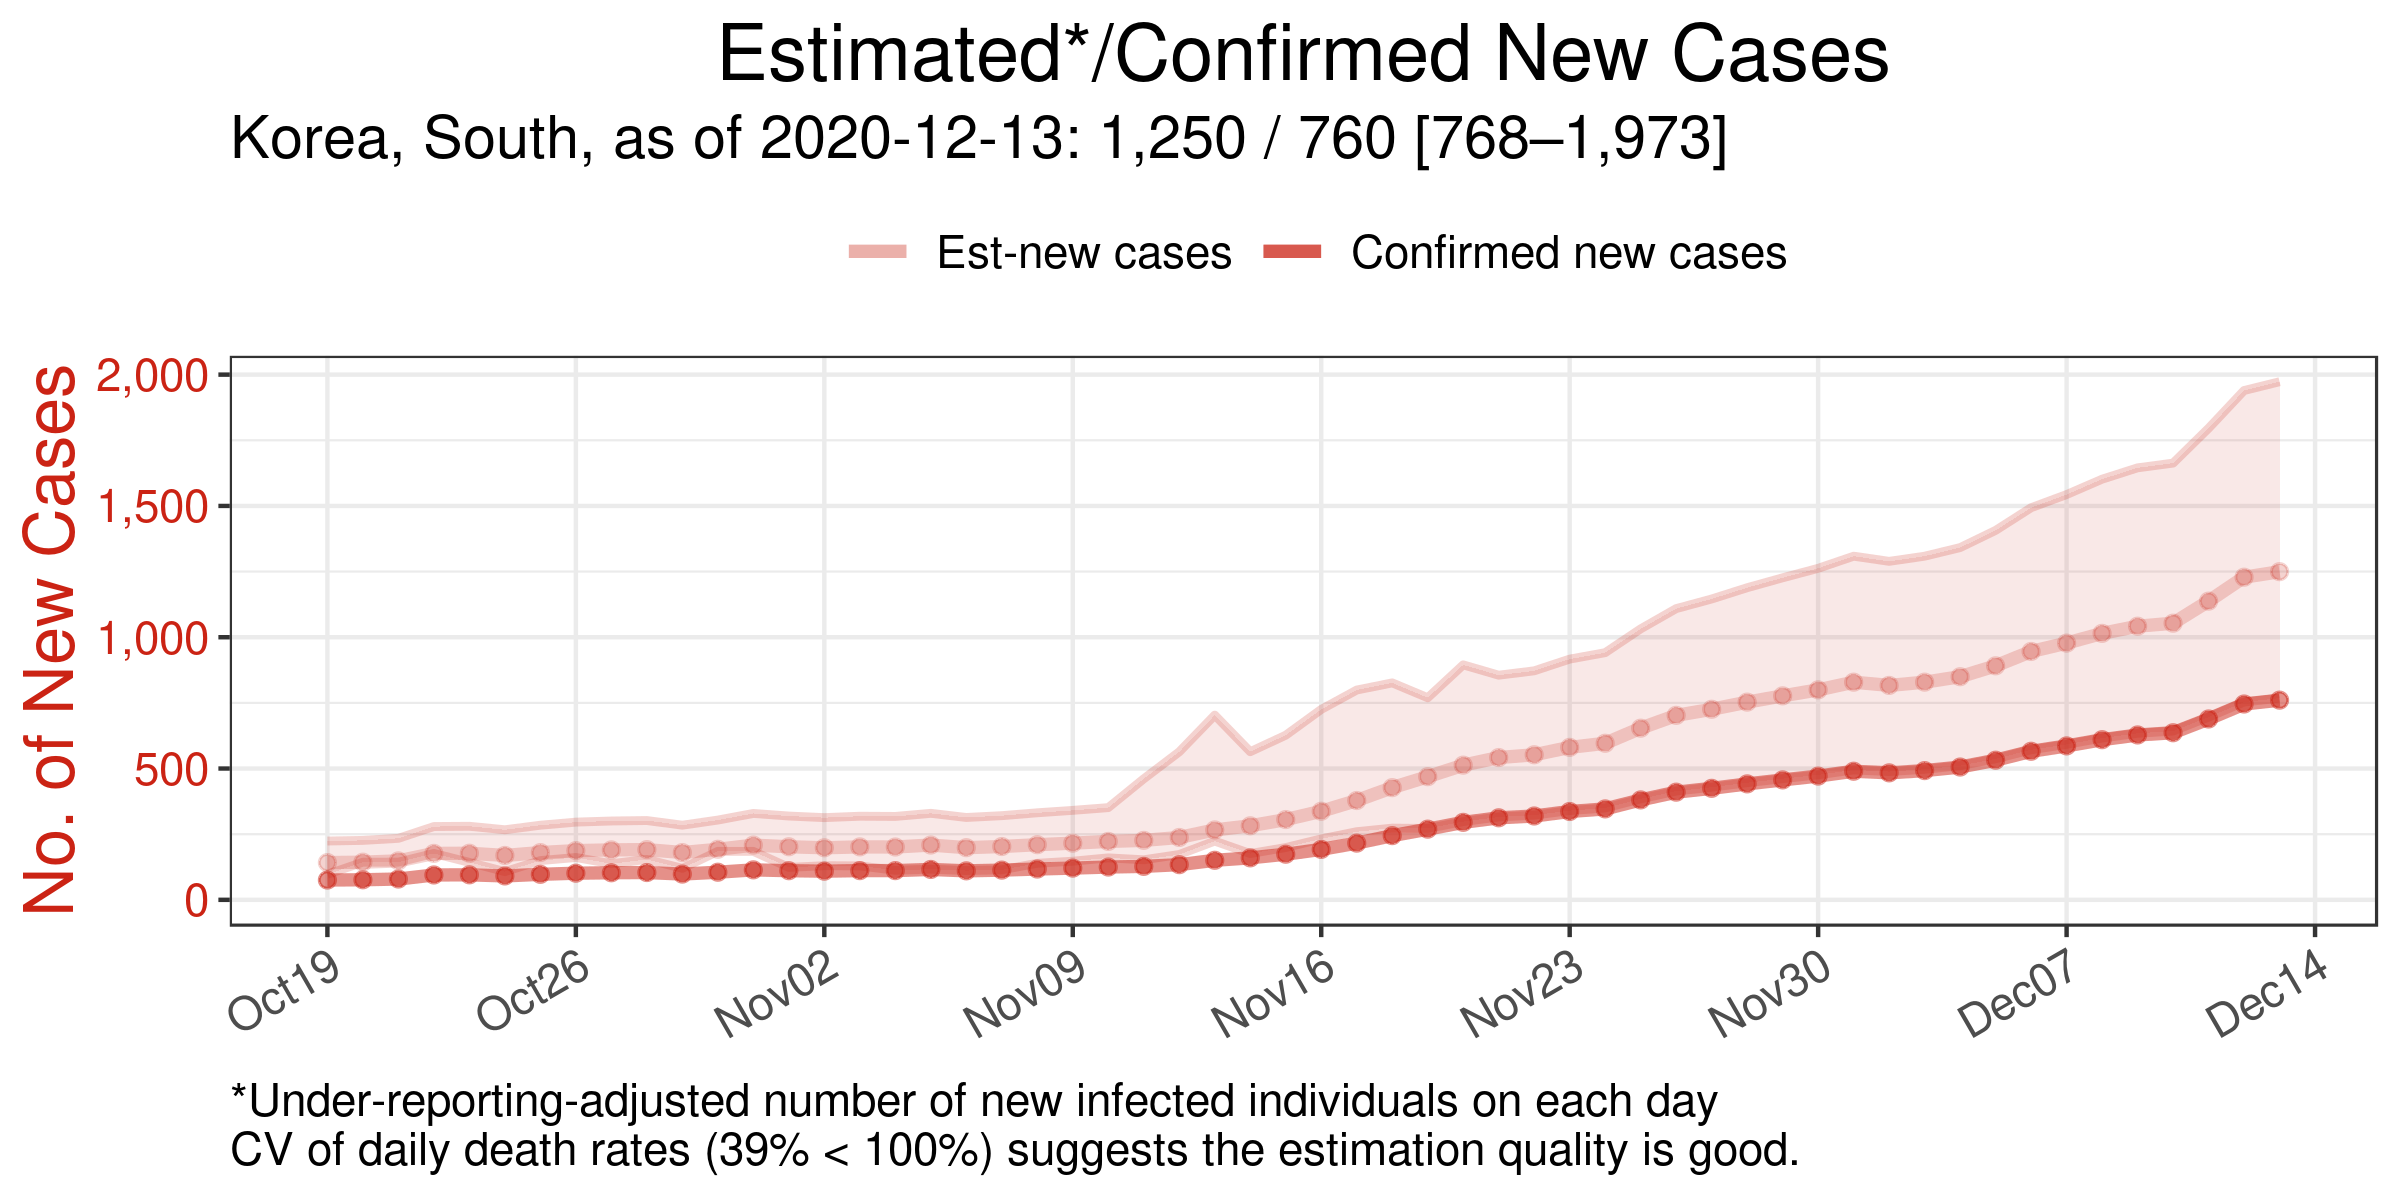 Estimated*/Confirmed New Cases
Korea, South, as of 2020-12-13: 1,250 / 760 [768–1,973]
Est-new cases
Confirmed new cases
No. of New Cases
2,000
1,500
1,000
500
0
Oct19
Oct26
Nov02
Nov09
Nov16
Nov23
Nov30
Dec07
Dec14
*Under-reporting-adjusted number of new infected individuals on each day
CV of daily death rates (39% < 100%) suggests the estimation quality is good.